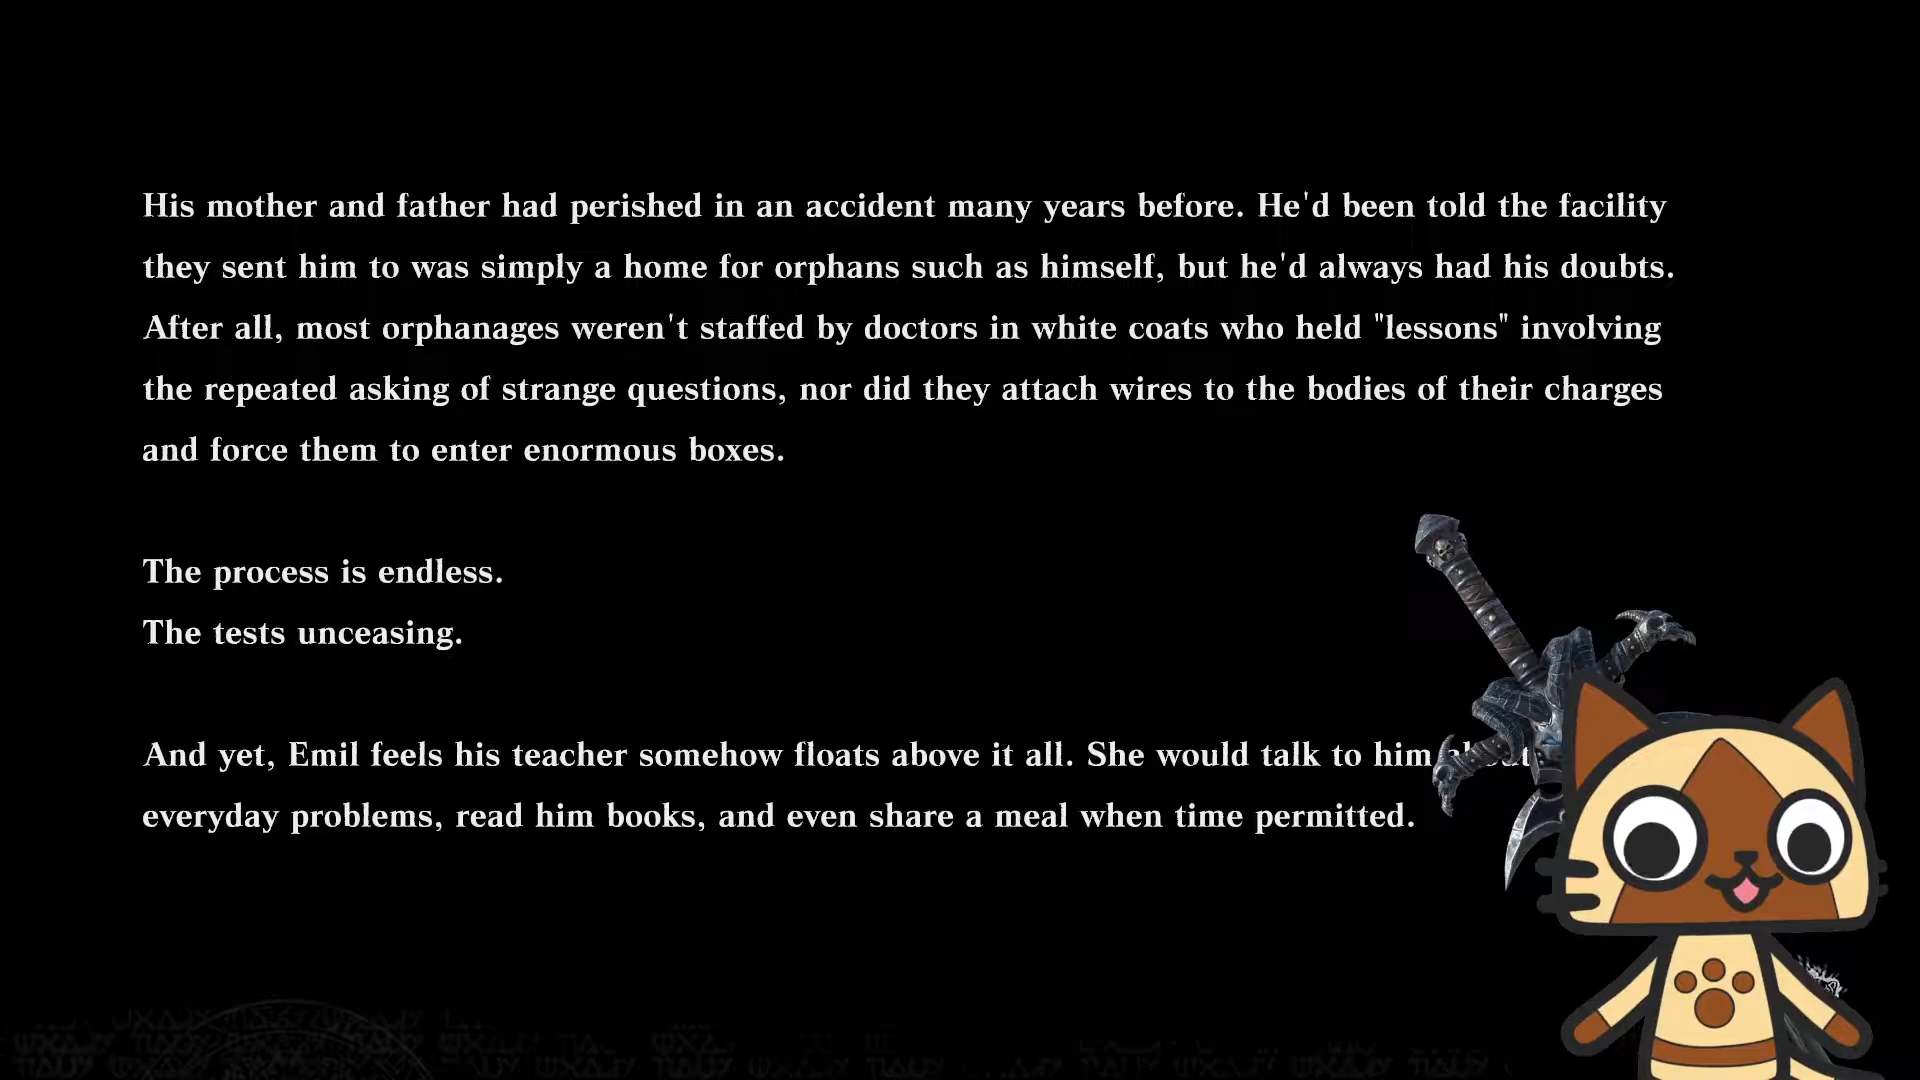 His mother and father had perished in an accident many years before. He'd been told the facility
they sent him to was simply a home for orphans such as himself, but he'd always had his doubts.
After all, most orphanages weren't staffed by doctors in white coats who held "lessons" involving
the repeated asking of strange questions, nor did they attach wires to the bodies of their charges
and force them to enter enormous boxes.
The process is endless.
The tests unceasing.
And yet, Emil feels his teacher somehow floats above it all. She would talk to him about
everyday problems, read him books, and even share a meal when time permitted.